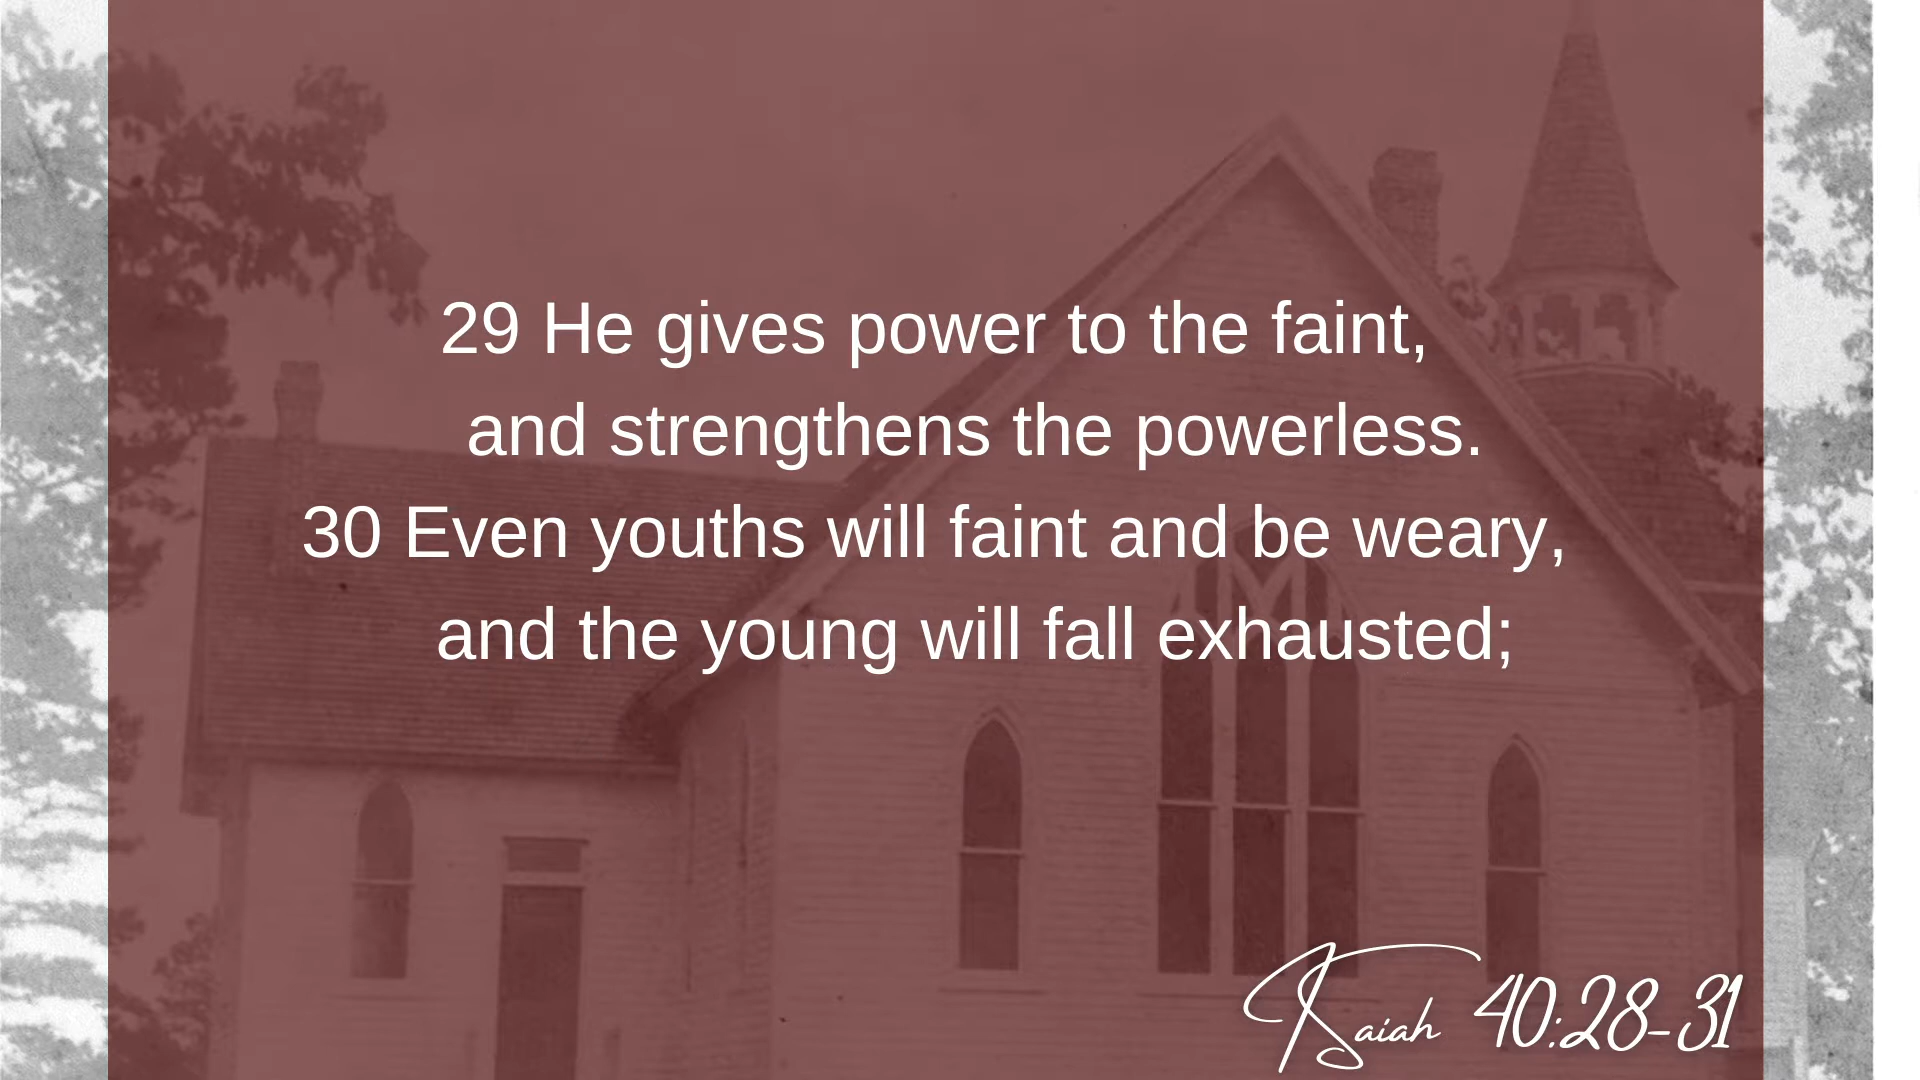 29 He gives power to the faint,
and strengthens the powerless.
30 Even youths will faint and be weary,
and the young will fall exhausted;
Isaiah 40:28-31